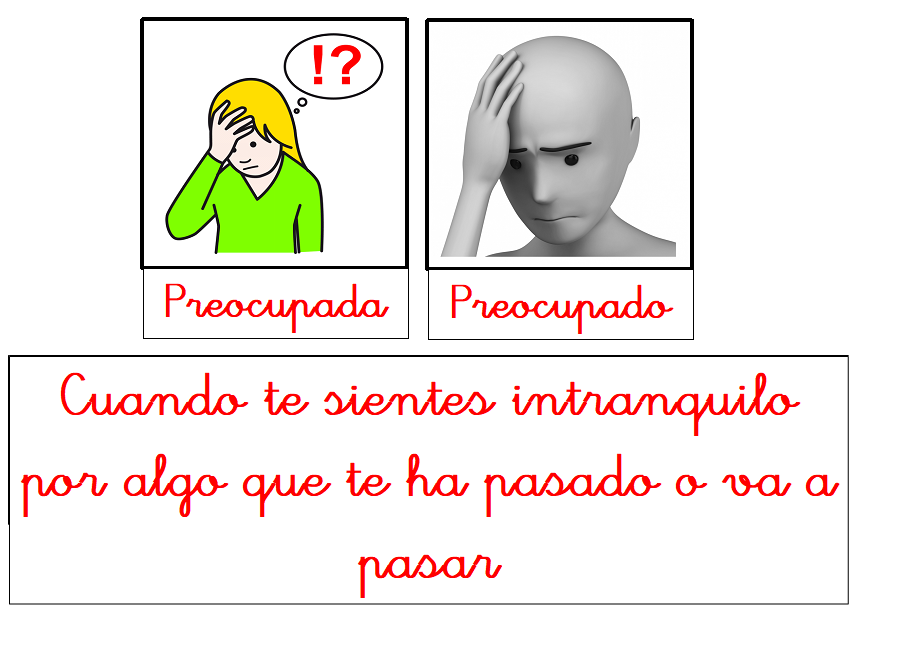 !?
Preocupada
Preocupado
Cuando te sientes intranquilo
por algo que te ha pasado o va a
pasar